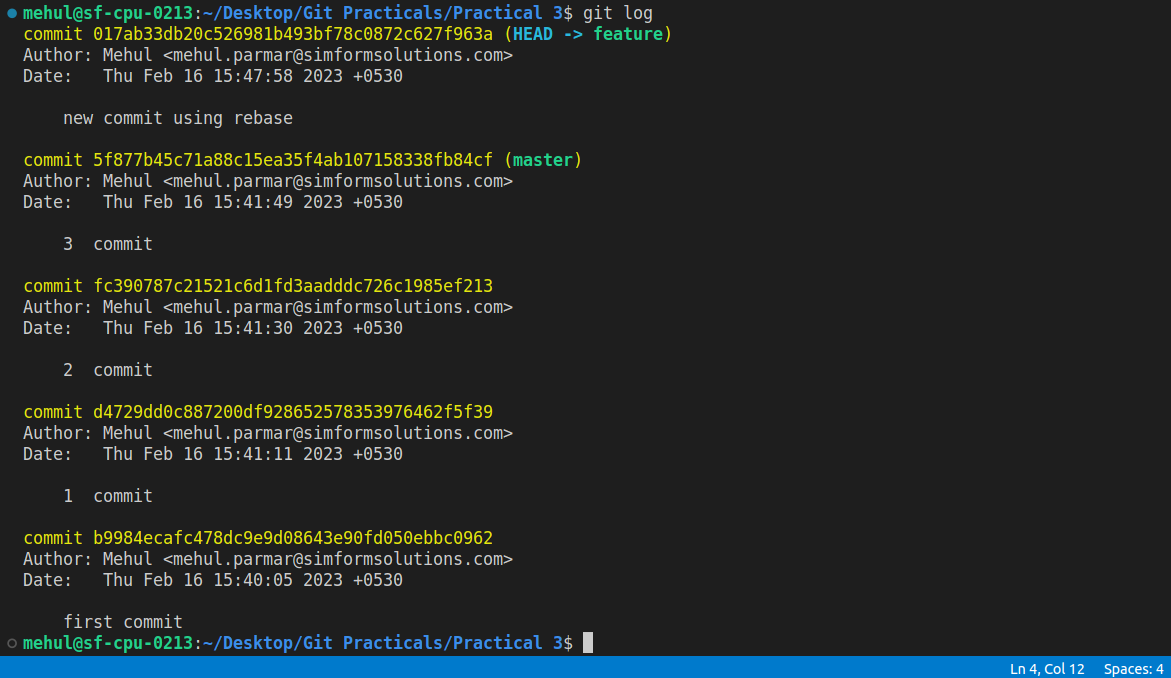 mehul@sf-cpu-0213:~/Desktop/Git Practicals/Practical 3$ git log
commit 017ab33db20c526981b493bf78c0872c627f963a (HEAD -> feature)
Author: Mehul <mehul.parmar@simformsolutions.com>
Date:   Thu Feb 16 15:47:58 2023 +0530
    new commit using rebase
commit 5f877b45c71a88c15ea35f4ab107158338fb84cf (master)
Author: Mehul <mehul.parmar@simformsolutions.com>
Date:   Thu Feb 16 15:41:49 2023 +0530
    3  commit
commit fc390787c21521c6d1fd3aadddc726c1985ef213
Author: Mehul <mehul.parmar@simformsolutions.com>
Date:   Thu Feb 16 15:41:30 2023 +0530
    2  commit
commit d4729dd0c887200df928652578353976462f5f39
Author: Mehul <mehul.parmar@simformsolutions.com>
Date:   Thu Feb 16 15:41:11 2023 +0530
    1  commit
commit b9984ecafc478dc9e9d08643e90fd050ebbc0962
Author: Mehul <mehul.parmar@simformsolutions.com>
Date:   Thu Feb 16 15:40:05 2023 +0530
    first commit
mehul@sf-cpu-0213:~/Desktop/Git Practicals/Practical 3$
Ln 4, Col 12 Spaces: 4